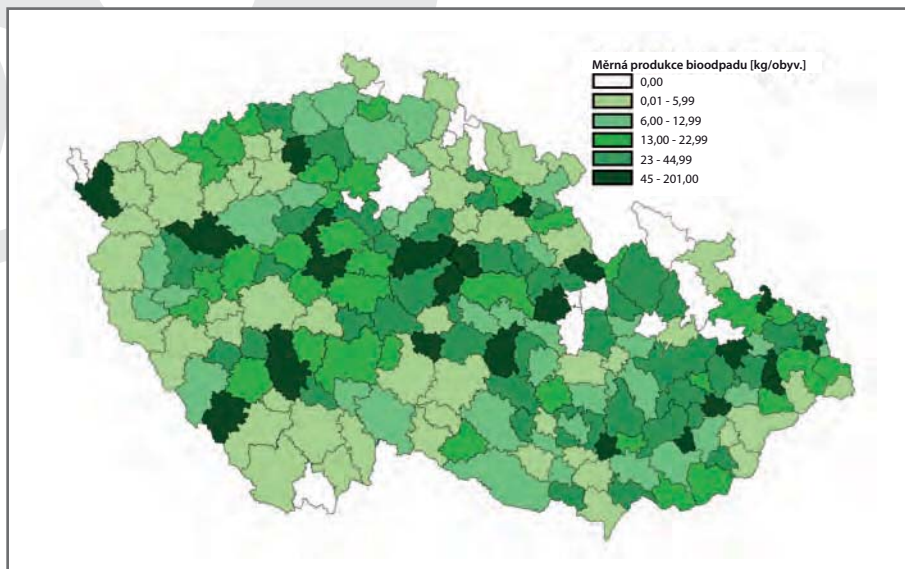 Měrná produkce bioodpadu [kg/obyv.]
0,00
0,01 - 5,99
6,00 - 12,99
13,00 - 22,99
23 - 44,99
45 - 201,00